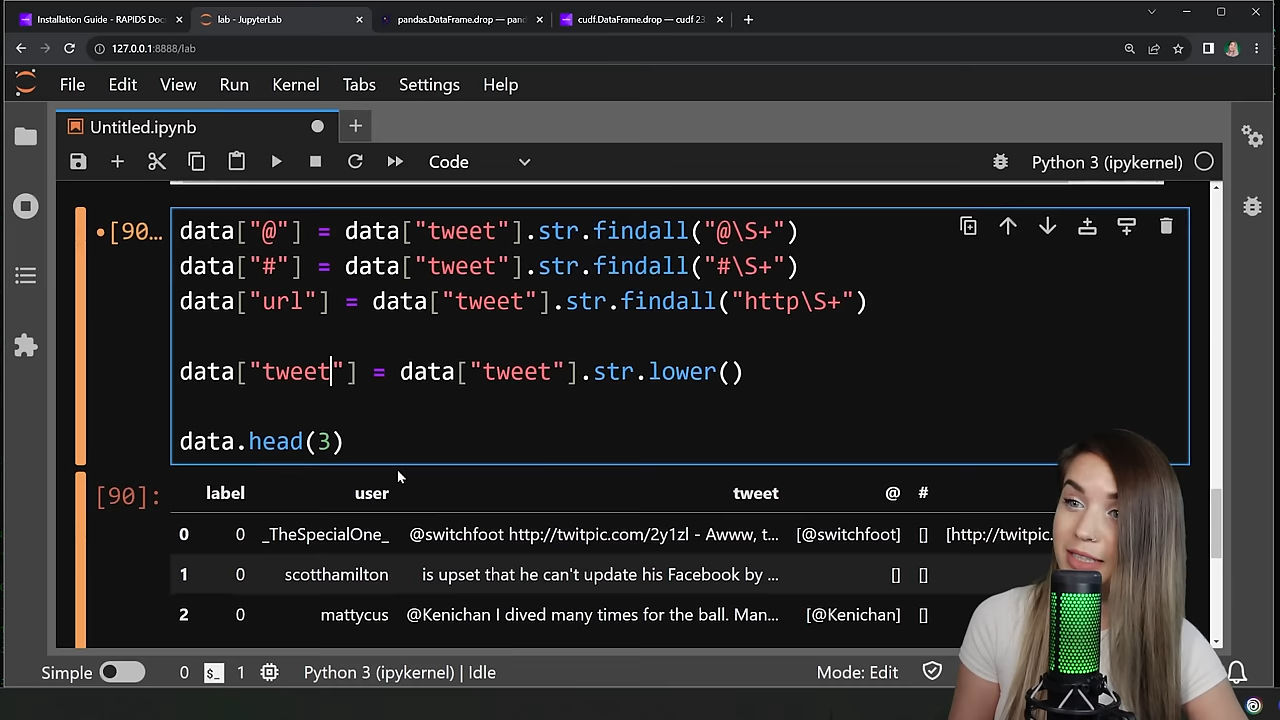 Installation Guide - RAPIDS Doc
lab - JupyterLab
pandas.DataFrame.drop — pand
cudf.DataFrame.drop — cudf 23
127.0.0.1:8888/lab
File Edit View Run Kernel Tabs Settings Help
Untitled.ipynb
Code
Python 3 (ipykernel)
[90…
data["@"] = data["tweet"].str.findall("@\S+")
data["#"] = data["tweet"].str.findall("#\S+")
data["url"] = data["tweet"].str.findall("http\S+")
data["tweet"] = data["tweet"].str.lower()
data.head(3)
[90]:
label user tweet @ #
0 0 _TheSpecialOne_ @switchfoot http://twitpic.com/2y1zl - Awww, t... [@switchfoot] [] [http://twitpic.
1 0 scotthamilton is upset that he can't update his Facebook by ... [] []
2 0 mattycus @Kenichan I dived many times for the ball. Man... [@Kenichan] []
Simple 0 $_ 1 Python 3 (ipykernel) | Idle Mode: Edit